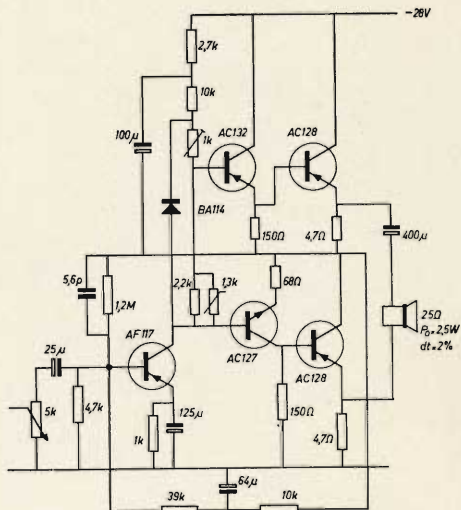 -28V
2,7k
10k
100µ
1k
AC132
AC128
BA114
150Ω
4,7Ω
400µ
5,6p
1,2M
2,2k
1,3k
68Ω
25Ω
P₀=2,5W
dt=2%
AF117
AC127
AC128
25µ
5k
4,7k
1k
125µ
150Ω
4,7Ω
64µ
39k
10k